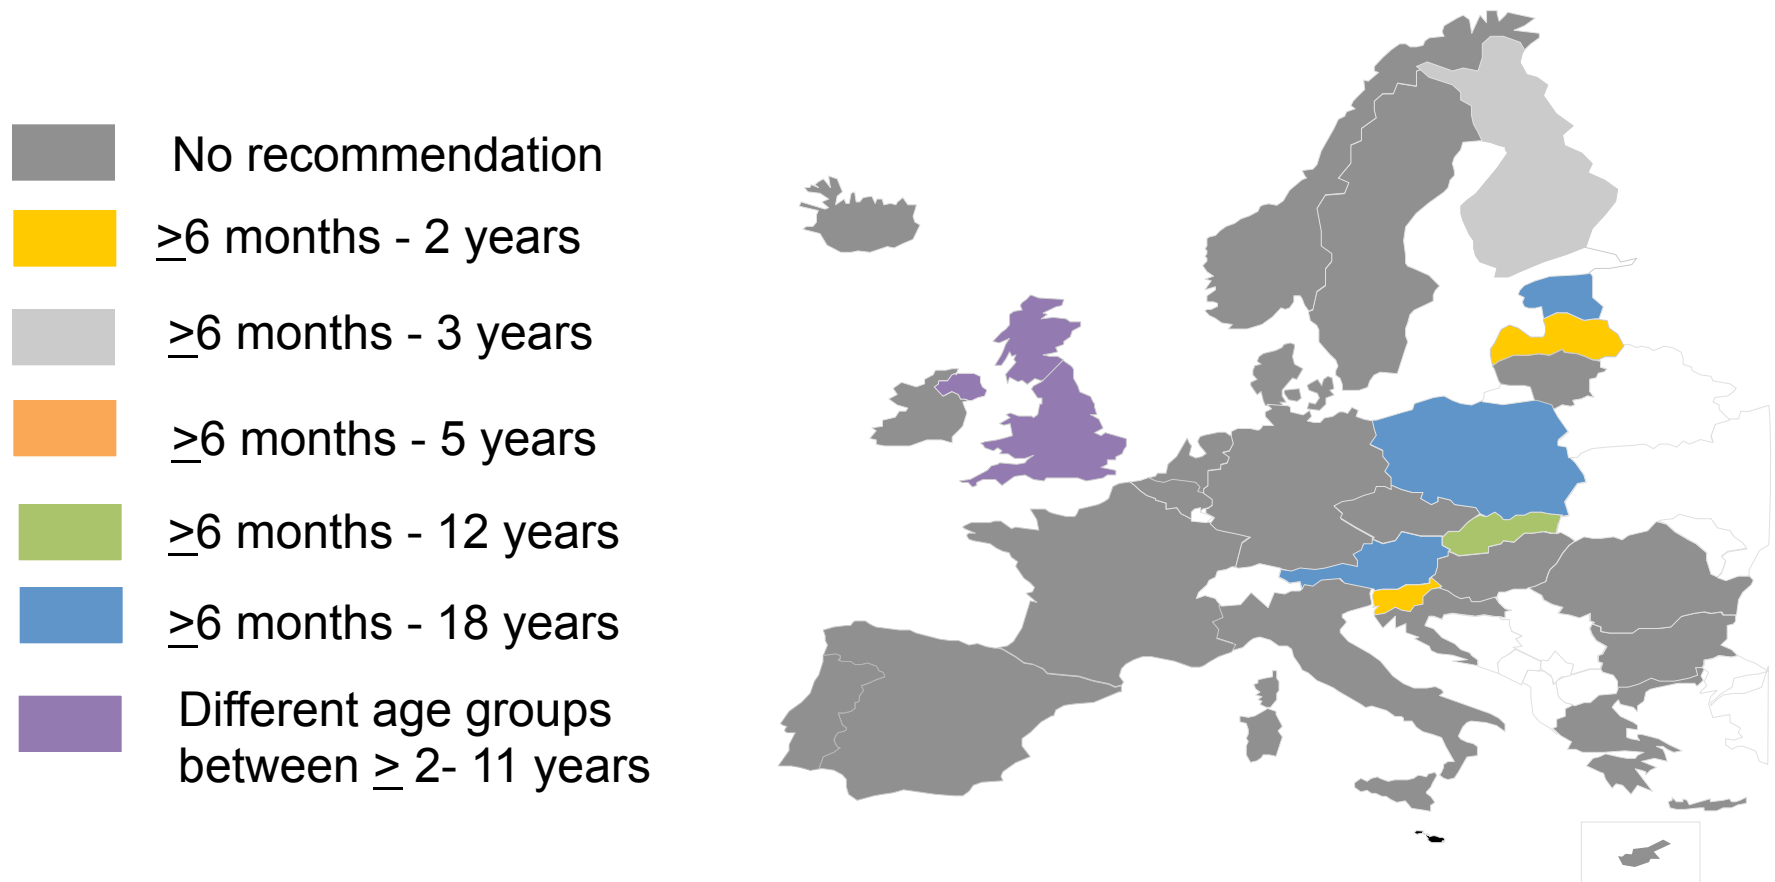 No recommendation
≥6 months - 2 years
≥6 months - 3 years
≥6 months - 5 years
≥6 months - 12 years
≥6 months - 18 years
Different age groups
between ≥ 2- 11 years